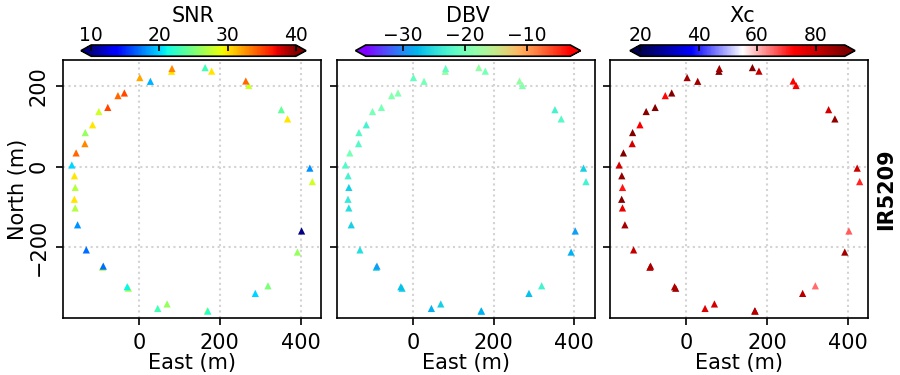 SNR DBV Xc
10 20 30 40 −30 −20 −10 20 40 60 80
200
0
−200
North (m)
0 200 400 0 200 400 0 200 400
East (m) East (m) East (m)
IR5209